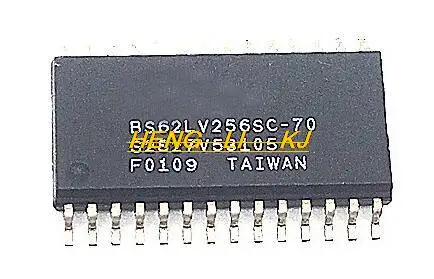 BS62LV256SC-70
HENG LI KJ
F0109 TAIWAN